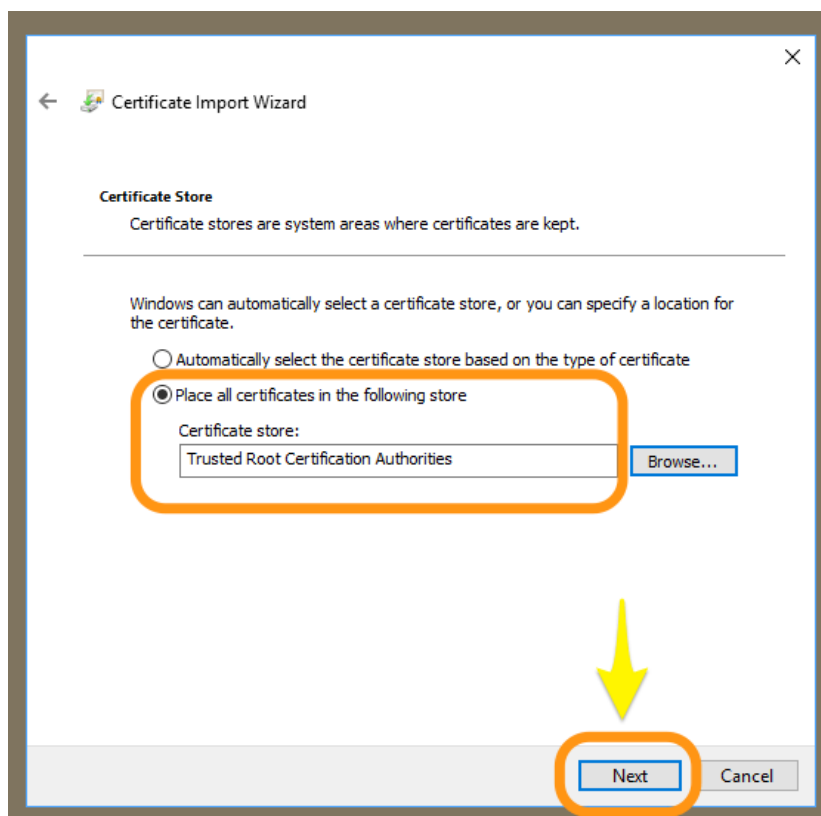 Certificate Import Wizard
Certificate Store
Certificate stores are system areas where certificates are kept.
Windows can automatically select a certificate store, or you can specify a location for
the certificate.
Automatically select the certificate store based on the type of certificate
Place all certificates in the following store
Certificate store:
Trusted Root Certification Authorities
Browse...
Next
Cancel